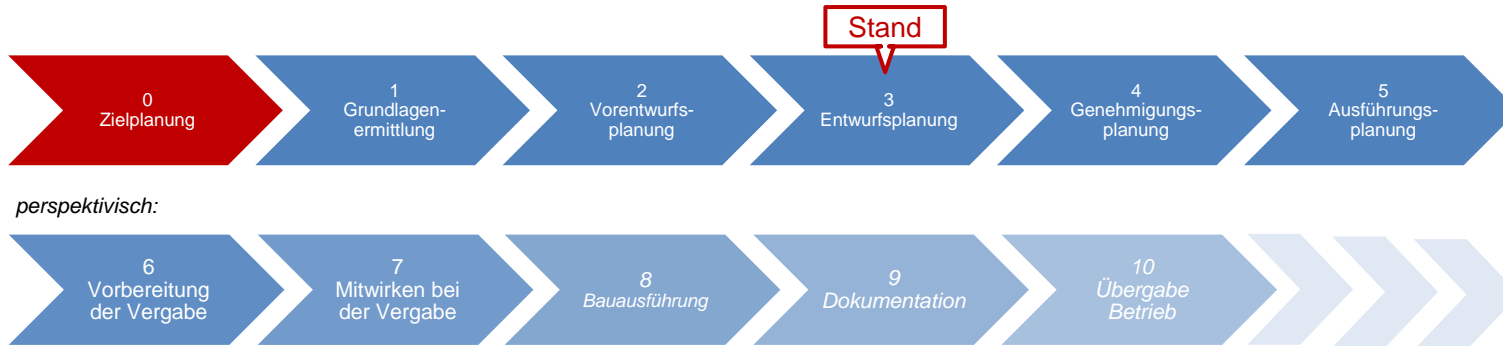 Stand
0
Zielplanung
1
Grundlagen-
ermittlung
2
Vorentwurfs-
planung
3
Entwurfsplanung
4
Genehmigungs-
planung
5
Ausführungs-
planung
perspektivisch:
6
Vorbereitung
der Vergabe
7
Mitwirken bei
der Vergabe
8
Bauausführung
9
Dokumentation
10
Übergabe
Betrieb